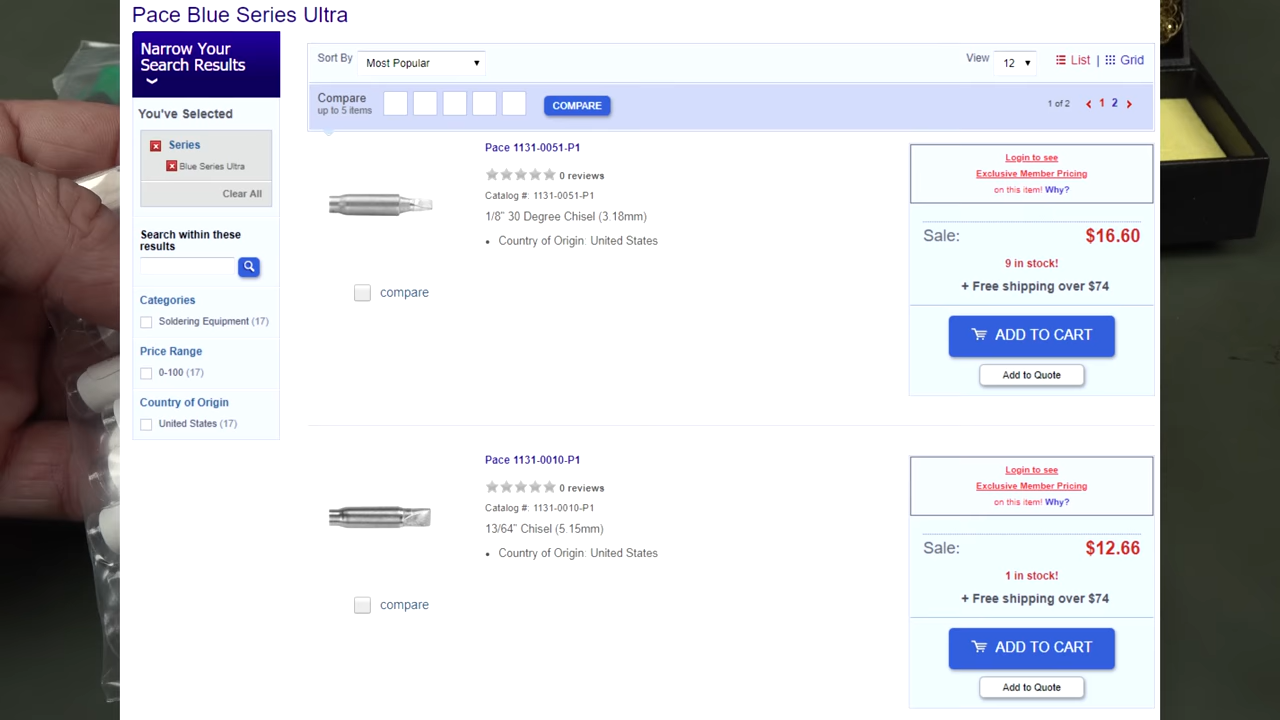 Pace Blue Series Ultra
Narrow Your
Search Results
You've Selected
Series
Blue Series Ultra
Clear All
Search within these
results
Categories
Soldering Equipment (17)
Price Range
0-100 (17)
Country of Origin
United States (17)
Sort By
Most Popular
View
12
List | Grid
Compare
up to 5 items
COMPARE
1 of 2
1 2
Pace 1131-0051-P1
0 reviews
Catalog #: 1131-0051-P1
1/8" 30 Degree Chisel (3.18mm)
• Country of Origin: United States
compare
Login to see
Exclusive Member Pricing
on this item! Why?
Sale: $16.60
9 in stock!
+ Free shipping over $74
ADD TO CART
Add to Quote
Pace 1131-0010-P1
0 reviews
Catalog #: 1131-0010-P1
13/64" Chisel (5.15mm)
• Country of Origin: United States
compare
Login to see
Exclusive Member Pricing
on this item! Why?
Sale: $12.66
1 in stock!
+ Free shipping over $74
ADD TO CART
Add to Quote